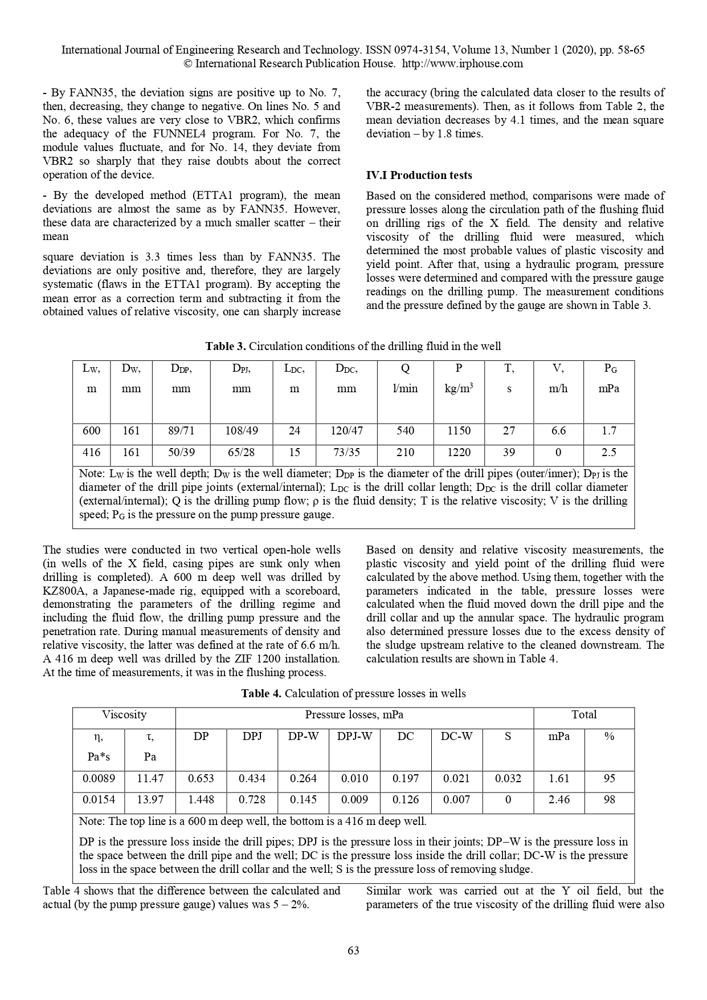 International Journal of Engineering Research and Technology. ISSN 0974-3154, Volume 13, Number 1 (2020), pp. 58-65
© International Research Publication House. http://www.irphouse.com
- By FANN35, the deviation signs are positive up to No. 7,
then, decreasing, they change to negative. On lines No. 5 and
No. 6, these values are very close to VBR2, which confirms
the adequacy of the FUNNEL4 program. For No. 7, the
module values fluctuate, and for No. 14, they deviate from
VBR2 so sharply that they raise doubts about the correct
operation of the device.
- By the developed method (ETTA1 program), the mean
deviations are almost the same as by FANN35. However,
these data are characterized by a much smaller scatter – their
mean
square deviation is 3.3 times less than by FANN35. The
deviations are only positive and, therefore, they are largely
systematic (flaws in the ETTA1 program). By accepting the
mean error as a correction term and subtracting it from the
obtained values of relative viscosity, one can sharply increase
the accuracy (bring the calculated data closer to the results of
VBR-2 measurements). Then, as it follows from Table 2, the
mean deviation decreases by 4.1 times, and the mean square
deviation – by 1.8 times.
IV.I Production tests
Based on the considered method, comparisons were made of
pressure losses along the circulation path of the flushing fluid
on drilling rigs of the X field. The density and relative
viscosity of the drilling fluid were measured, which
determined the most probable values of plastic viscosity and
yield point. After that, using a hydraulic program, pressure
losses were determined and compared with the pressure gauge
readings on the drilling pump. The measurement conditions
and the pressure defined by the gauge are shown in Table 3.
Table 3. Circulation conditions of the drilling fluid in the well
LW, DW, DDP, DPJ, LDC, DDC, Q P T, V, PG
m mm mm mm m mm l/min kg/m3 s m/h mPa
600 161 89/71 108/49 24 120/47 540 1150 27 6.6 1.7
416 161 50/39 65/28 15 73/35 210 1220 39 0 2.5
Note: LW is the well depth; DW is the well diameter; DDP is the diameter of the drill pipes (outer/inner); DPJ is the
diameter of the drill pipe joints (external/internal); LDC is the drill collar length; DDC is the drill collar diameter
(external/internal); Q is the drilling pump flow; ρ is the fluid density; T is the relative viscosity; V is the drilling
speed; PG is the pressure on the pump pressure gauge.
The studies were conducted in two vertical open-hole wells
(in wells of the X field, casing pipes are sunk only when
drilling is completed). A 600 m deep well was drilled by
KZ800A, a Japanese-made rig, equipped with a scoreboard,
demonstrating the parameters of the drilling regime and
including the fluid flow, the drilling pump pressure and the
penetration rate. During manual measurements of density and
relative viscosity, the latter was defined at the rate of 6.6 m/h.
A 416 m deep well was drilled by the ZIF 1200 installation.
At the time of measurements, it was in the flushing process.
Based on density and relative viscosity measurements, the
plastic viscosity and yield point of the drilling fluid were
calculated by the above method. Using them, together with the
parameters indicated in the table, pressure losses were
calculated when the fluid moved down the drill pipe and the
drill collar and up the annular space. The hydraulic program
also determined pressure losses due to the excess density of
the sludge upstream relative to the cleaned downstream. The
calculation results are shown in Table 4.
Table 4. Calculation of pressure losses in wells
Viscosity Pressure losses, mPa Total
η, τ, DP DPJ DP-W DPJ-W DC DC-W S mPa %
Pa*s Pa
0.0089 11.47 0.653 0.434 0.264 0.010 0.197 0.021 0.032 1.61 95
0.0154 13.97 1.448 0.728 0.145 0.009 0.126 0.007 0 2.46 98
Note: The top line is a 600 m deep well, the bottom is a 416 m deep well.
DP is the pressure loss inside the drill pipes; DPJ is the pressure loss in their joints; DP–W is the pressure loss in
the space between the drill pipe and the well; DC is the pressure loss inside the drill collar; DC-W is the pressure
loss in the space between the drill collar and the well; S is the pressure loss of removing sludge.
Table 4 shows that the difference between the calculated and
actual (by the pump pressure gauge) values was 5 – 2%.
Similar work was carried out at the Y oil field, but the
parameters of the true viscosity of the drilling fluid were also
63